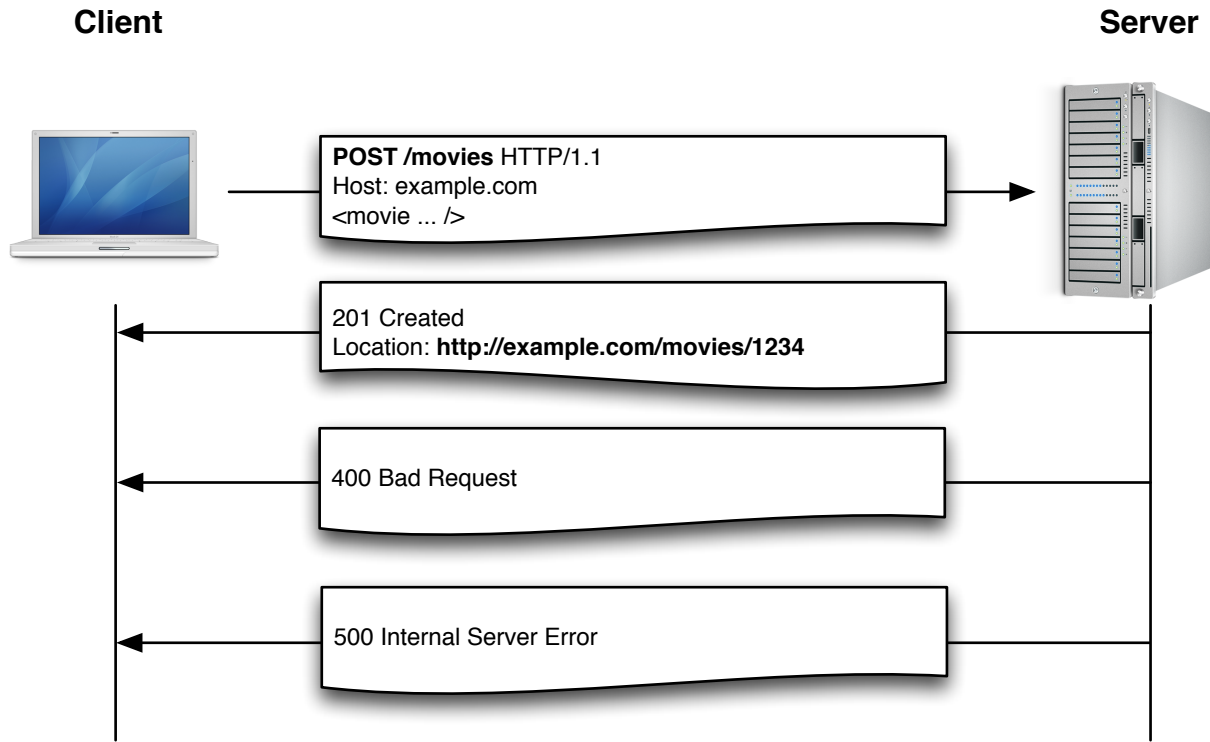 Client
Server
POST /movies HTTP/1.1
Host: example.com
<movie ... />
201 Created
Location: http://example.com/movies/1234
400 Bad Request
500 Internal Server Error